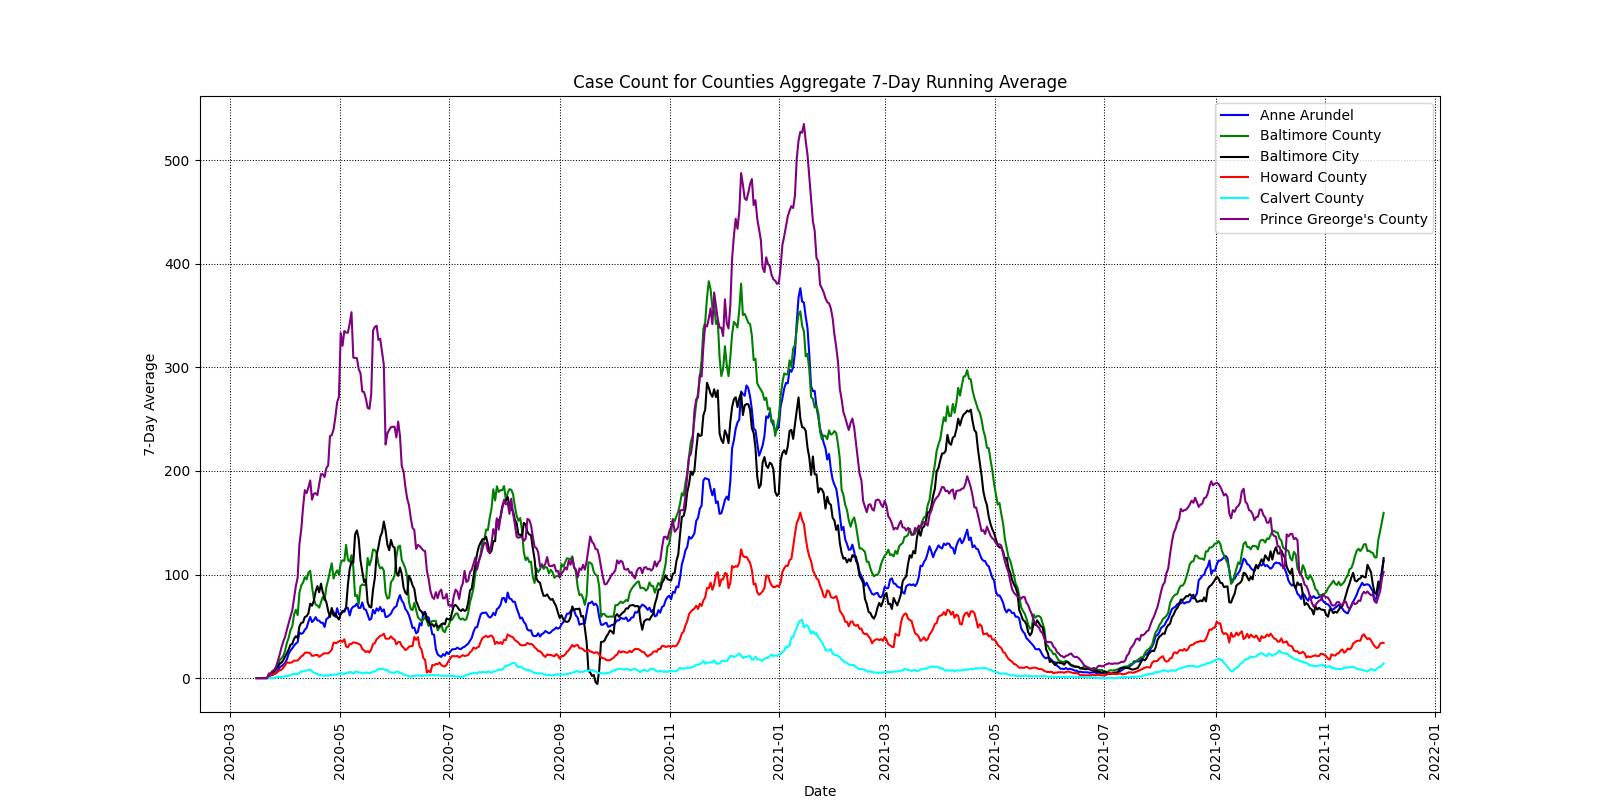 Case Count for Counties Aggregate 7-Day Running Average
Anne Arundel
Baltimore County
Baltimore City
Howard County
Calvert County
Prince Greorge's County
7-Day Average
500
400
300
200
100
0
2020-03
2020-05
2020-07
2020-09
2020-11
2021-01
2021-03
2021-05
2021-07
2021-09
2021-11
2022-01
Date